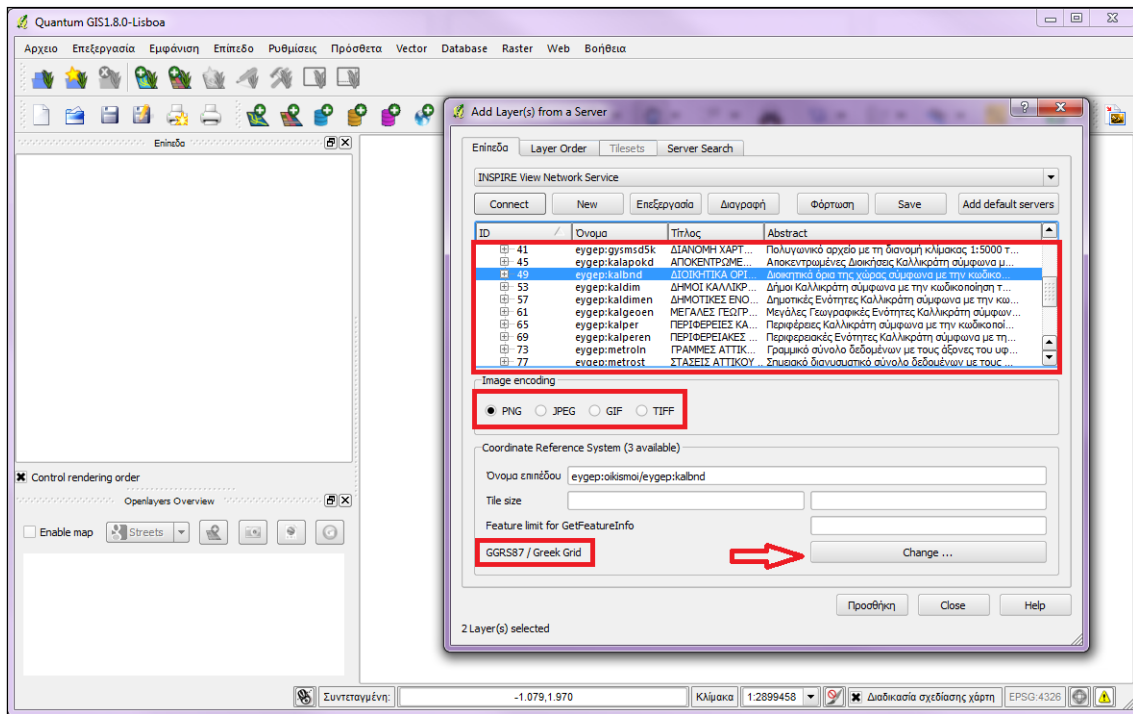 Quantum GIS1.8.0-Lisboa
Αρχειο Επεξεργασία Εμφάνιση Επίπεδο Ρυθμίσεις Πρόσθετα Vector Database Raster Web Βοήθεια
Επίπεδα
Control rendering order
Openlayers Overview
Enable map Streets
Add Layer(s) from a Server
Επίπεδα Layer Order Tilesets Server Search
INSPIRE View Network Service
Connect New Επεξεργασία Διαγραφή Φόρτωση Save Add default servers
ID Όνομα Τίτλος Abstract
41 eygep:gysmsd5k ΔΙΑΝΟΜΗ ΧΑΡΤ... Πολυγωνικό αρχείο με τη διανομή κλίμακας 1:5000 τ...
45 eygep:kalapokd ΑΠΟΚΕΝΤΡΩΜΕ... Αποκεντρωμένες Διοικήσεις Καλλικράτη σύμφωνα μ...
49 eygep:kalbnd ΔΙΟΙΚΗΤΙΚΑ ΟΡΙ... Διοικητικά όρια της χώρας σύμφωνα με την κωδικο...
53 eygep:kaldim ΔΗΜΟΙ ΚΑΛΛΙΚΡ... Δήμοι Καλλικράτη σύμφωνα με την κωδικοποίηση τ...
57 eygep:kaldimen ΔΗΜΟΤΙΚΕΣ ΕΝΟ... Δημοτικές Ενότητες Καλλικράτη σύμφωνα με την κω...
61 eygep:kalgeoen ΜΕΓΑΛΕΣ ΓΕΩΓΡ... Μεγάλες Γεωγραφικές Ενότητες Καλλικράτη σύμφων...
65 eygep:kalper ΠΕΡΙΦΕΡΕΙΕΣ ΚΑ... Περιφέρειες Καλλικράτη σύμφωνα με την κωδικοποί...
69 eygep:kalperen ΠΕΡΙΦΕΡΕΙΑΚΕΣ ... Περιφερειακές Ενότητες Καλλικράτη σύμφωνα με τη...
73 eygep:metroln ΓΡΑΜΜΕΣ ΑΤΤΙΚ... Γραμμικό σύνολο δεδομένων με τους άξονες του υφ...
77 eygep:metrost ΣΤΑΣΕΙΣ ΑΤΤΙΚΟΥ ... Σημειακό διανυσματικό σύνολο δεδομένων με τους ...
Image encoding
PNG JPEG GIF TIFF
Coordinate Reference System (3 available)
Όνομα επιπέδου eygep:oikismoi/eygep:kalbnd
Tile size
Feature limit for GetFeatureInfo
GGRS87 / Greek Grid Change ...
Προσθήκη Close Help
2 Layer(s) selected
Συντεταγμένη: -1.079,1.970 Κλίμακα 1:2899458 Διαδικασία σχεδίασης χάρτη EPSG:4326